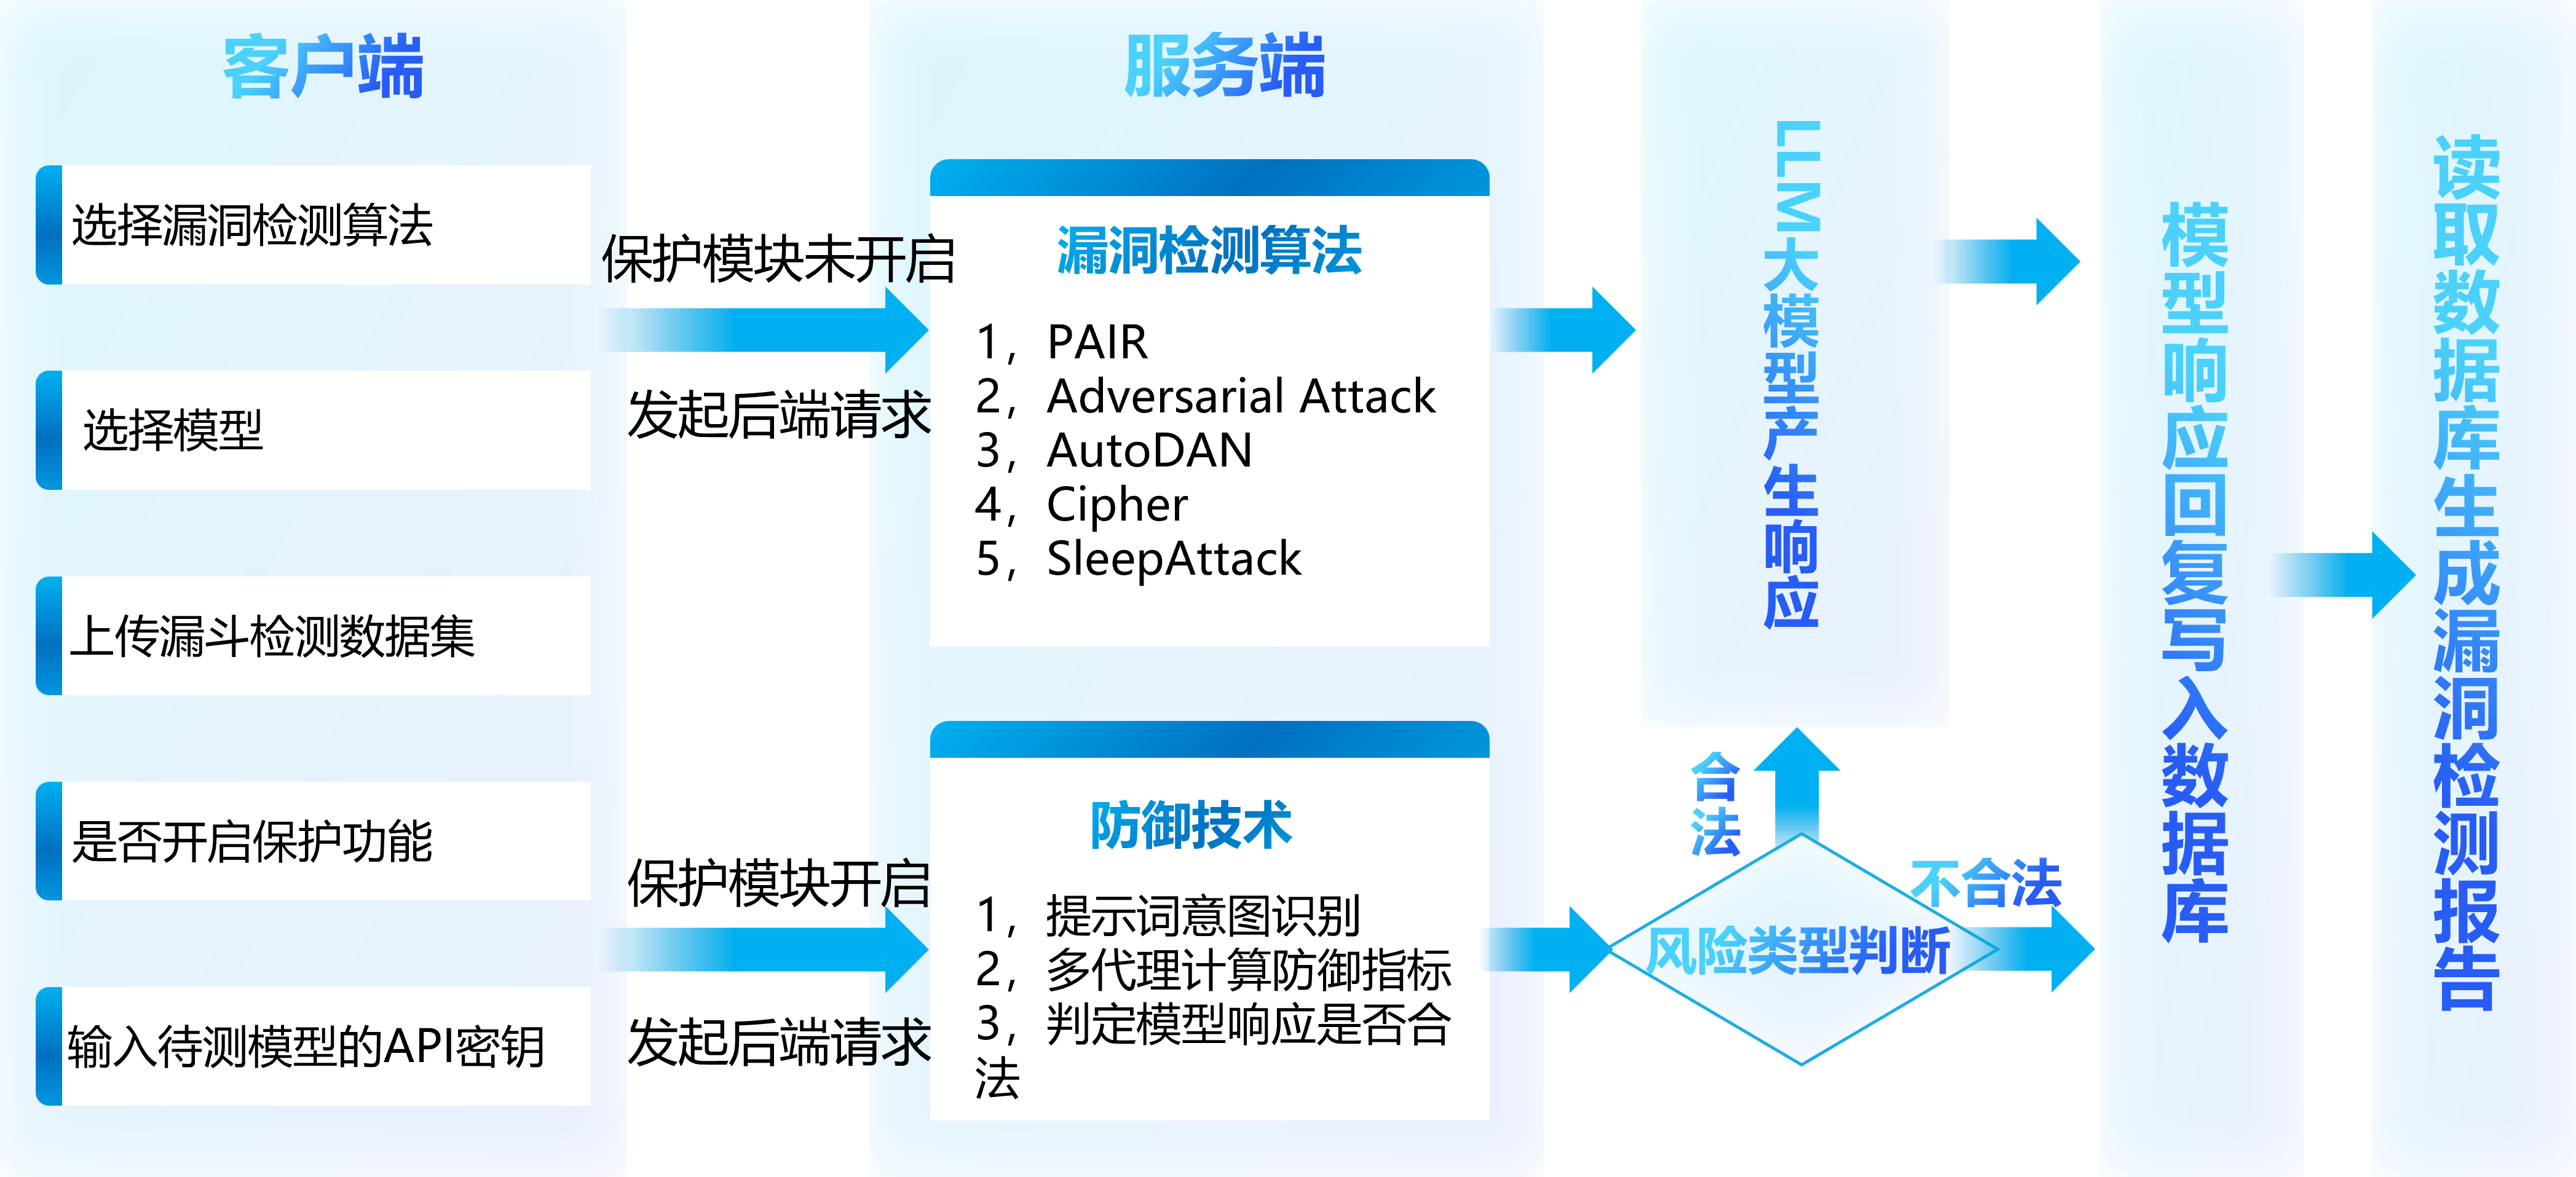 客户端
选择漏洞检测算法
选择模型
上传漏斗检测数据集
是否开启保护功能
输入待测模型的API密钥
保护模块未开启
发起后端请求
保护模块开启
发起后端请求
服务端
漏洞检测算法
1，PAIR
2，Adversarial Attack
3，AutoDAN
4，Cipher
5，SleepAttack
防御技术
1，提示词意图识别
2，多代理计算防御指标
3，判定模型响应是否合
法
LLM大模型产生响应
合法
风险类型判断
不合法
模型响应回复写入数据库
读取数据库生成漏洞检测报告